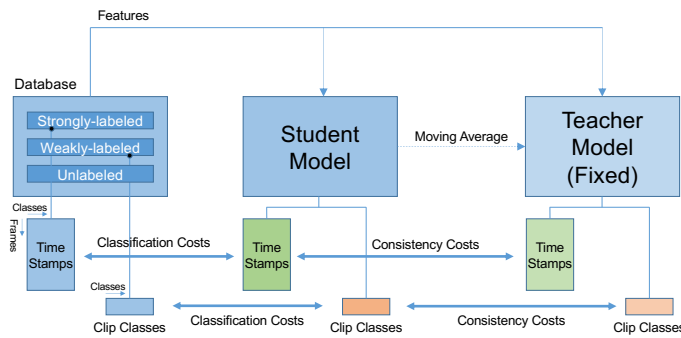 Features
Database
Strongly-labeled
Weakly-labeled
Unlabeled
Student
Model
Moving Average
Teacher
Model
(Fixed)
Classes
Frames
Time
Stamps
Classification Costs
Time
Stamps
Consistency Costs
Time
Stamps
Classes
Clip Classes
Classification Costs
Clip Classes
Consistency Costs
Clip Classes